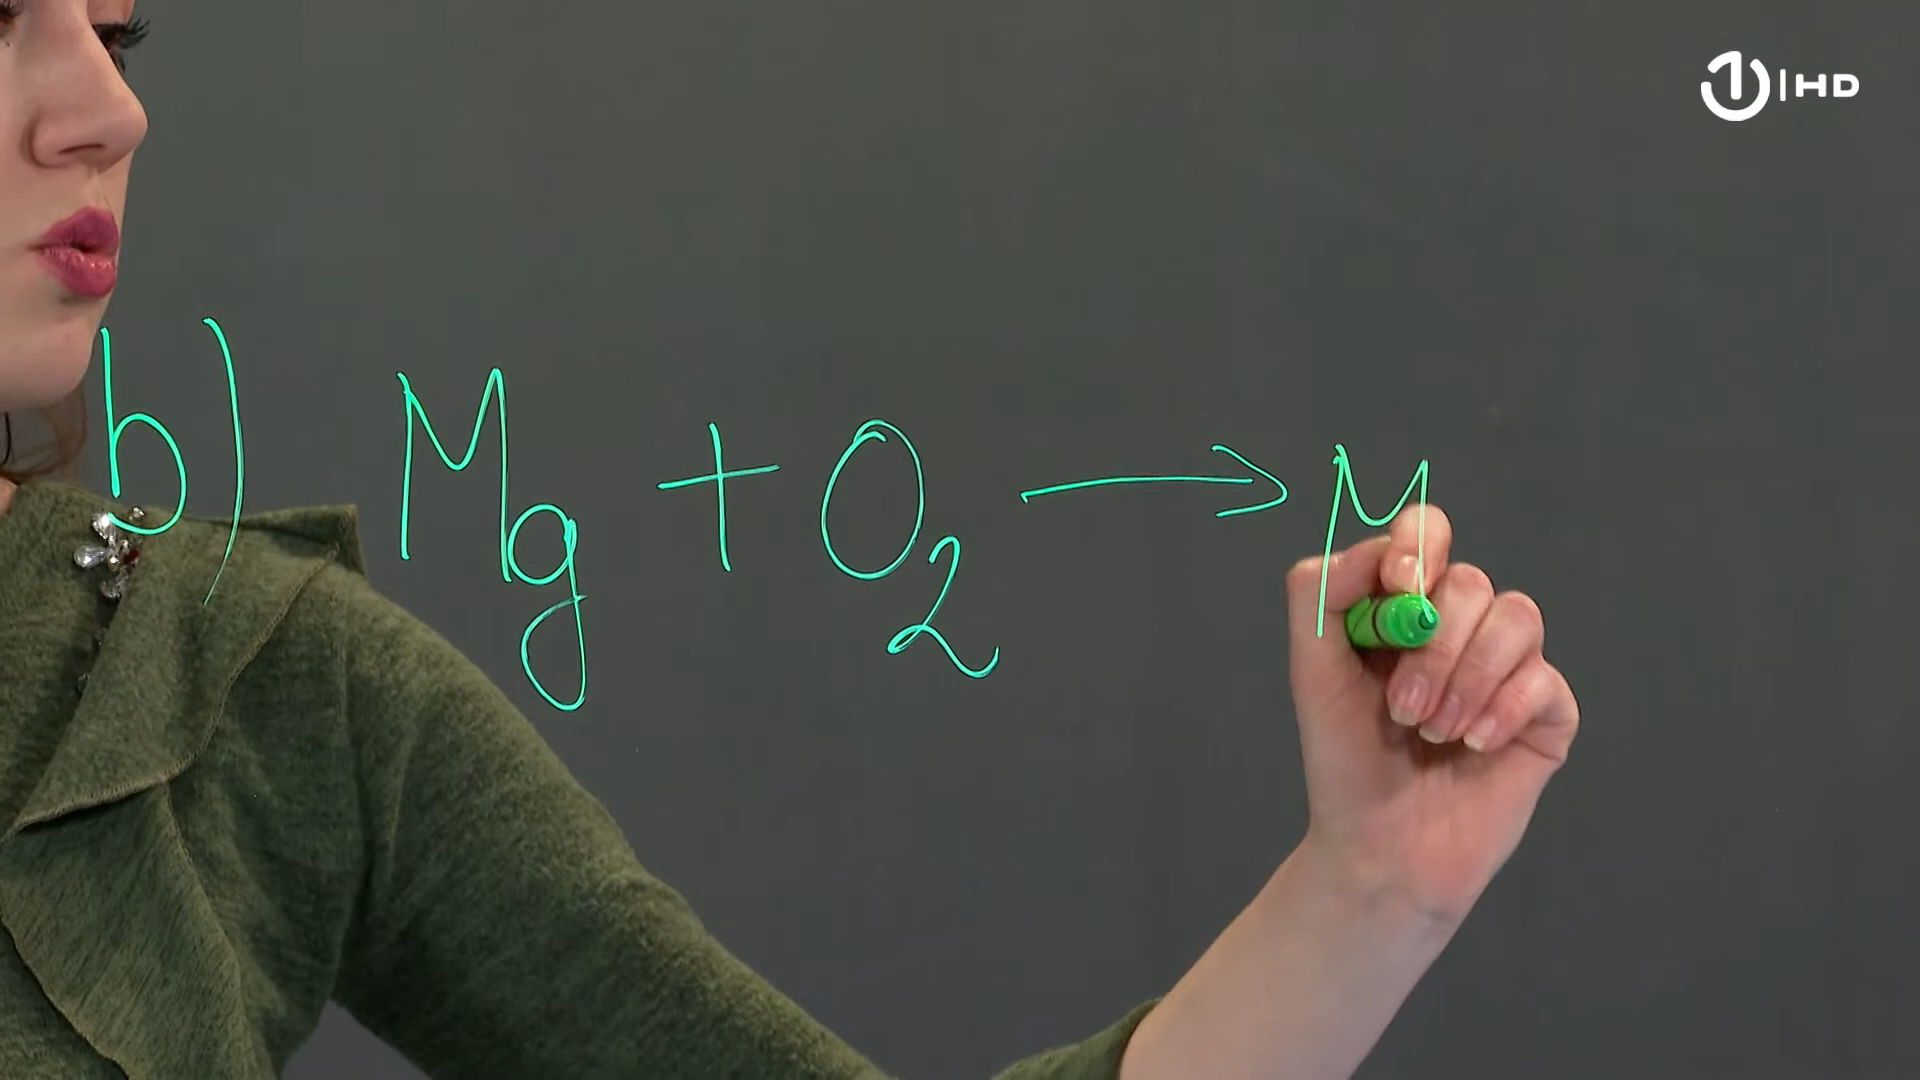 1 HD
b) Mg + O₂ → M